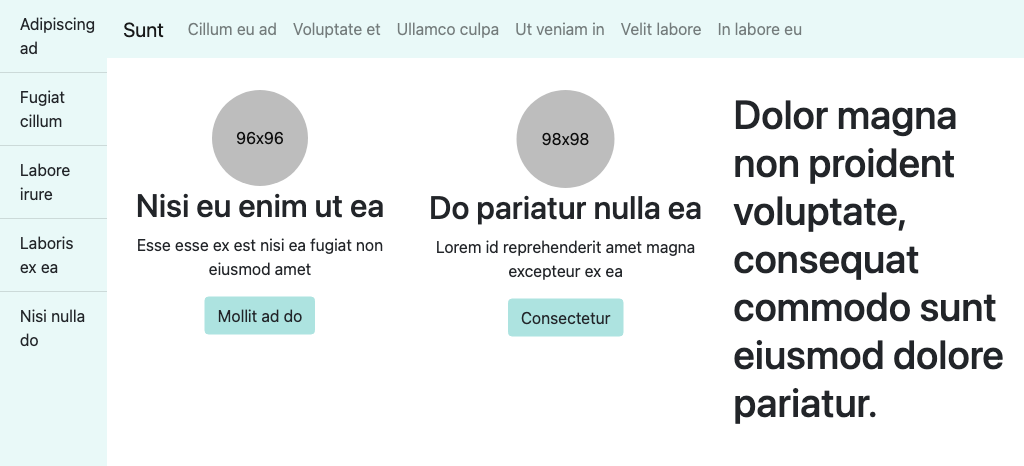 Adipiscing
ad
Fugiat
cillum
Labore
irure
Laboris
ex ea
Nisi nulla
do
Sunt Cillum eu ad Voluptate et Ullamco culpa Ut veniam in Velit labore In labore eu
96x96
Nisi eu enim ut ea
Esse esse ex est nisi ea fugiat non
eiusmod amet
Mollit ad do
98x98
Do pariatur nulla ea
Lorem id reprehenderit amet magna
excepteur ex ea
Consectetur
Dolor magna
non proident
voluptate,
consequat
commodo sunt
eiusmod dolore
pariatur.